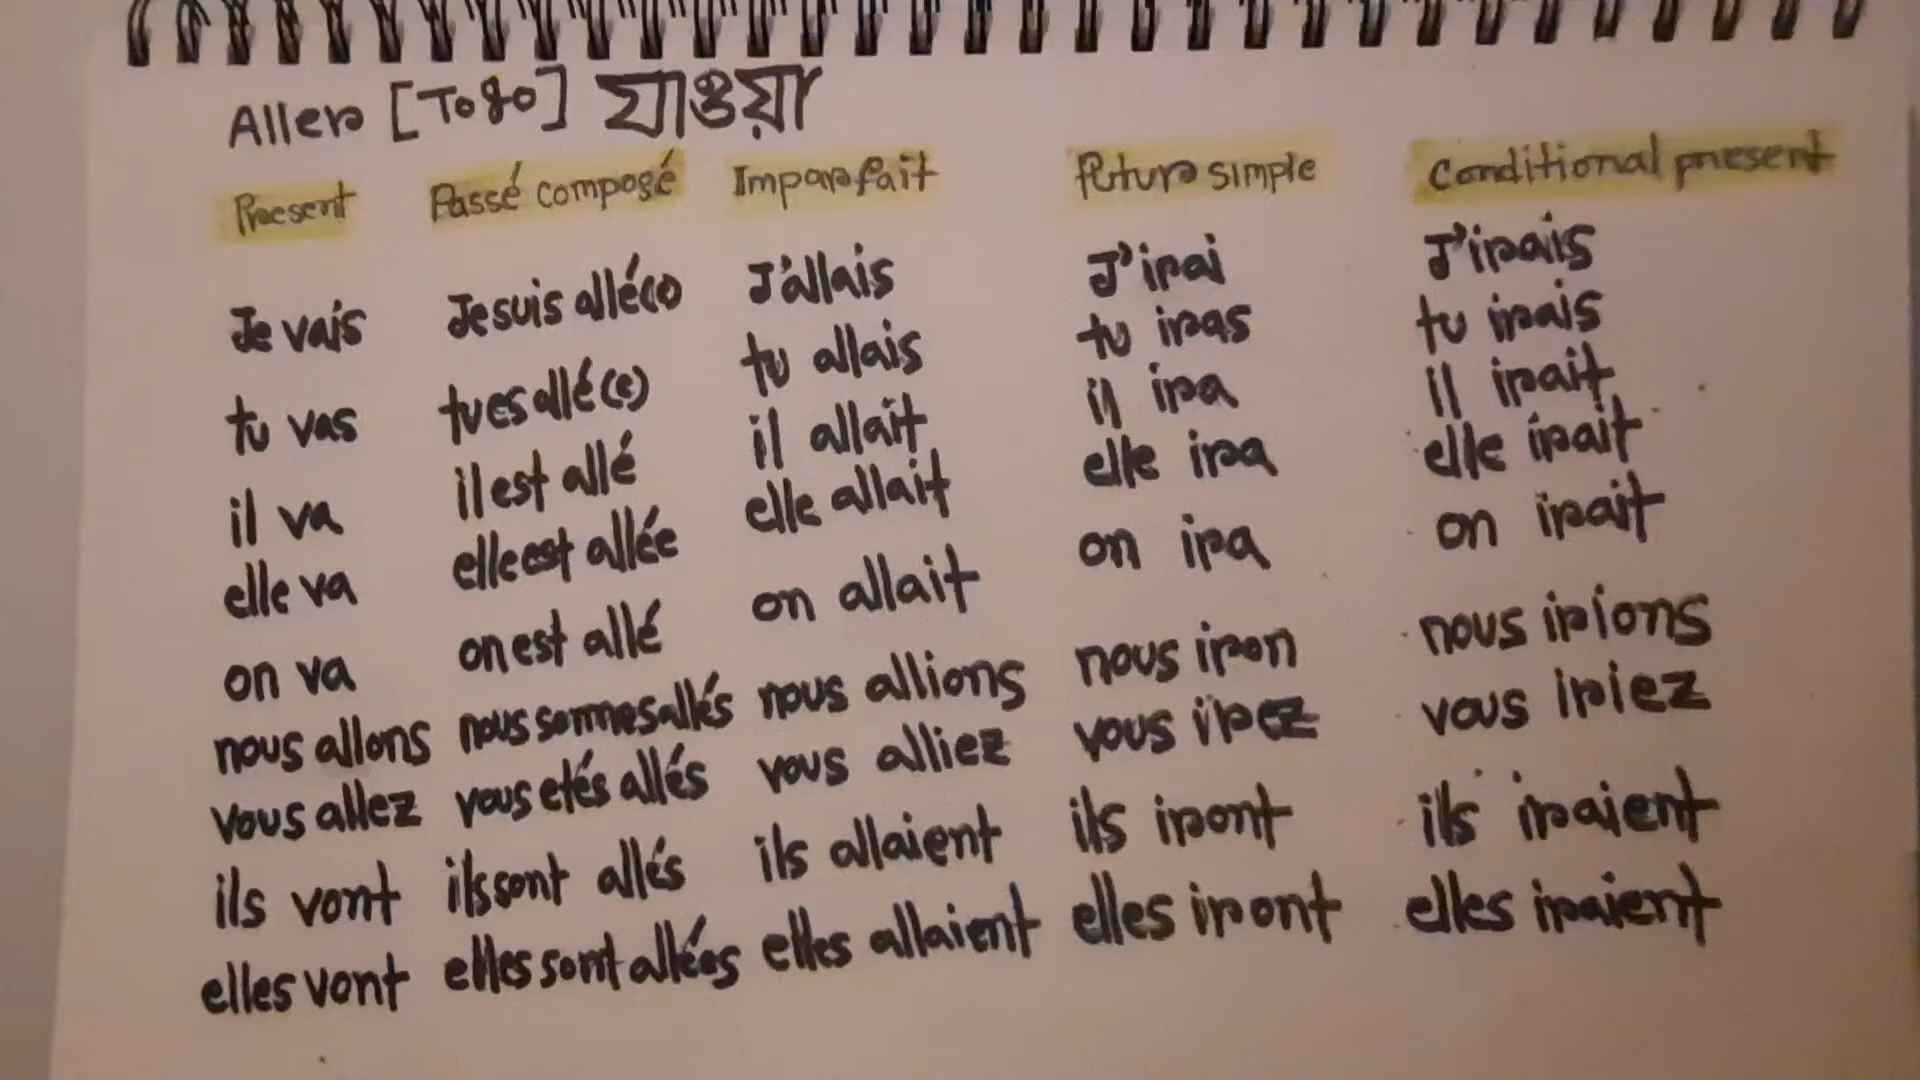 Aller [To go] যাওয়া
Present Passé composé Imparfait futur simple Conditional present
Je vais Je suis allé(e) J'allais J'irai J'irais
tu vas tu es allé(e) tu allais tu iras tu irais
il va il est allé il allait il ira il irait
elle va elle est allée elle allait elle ira elle irait
on va on est allé on allait on ira on irait
nous allons nous sommes allés nous allions nous iron nous irions
vous allez vous etés allés vous alliez vous irez vous iriez
ils vont ils sont allés ils allaient ils iront ils iraient
elles vont elles sont allées elles allaient elles iront elles iraient